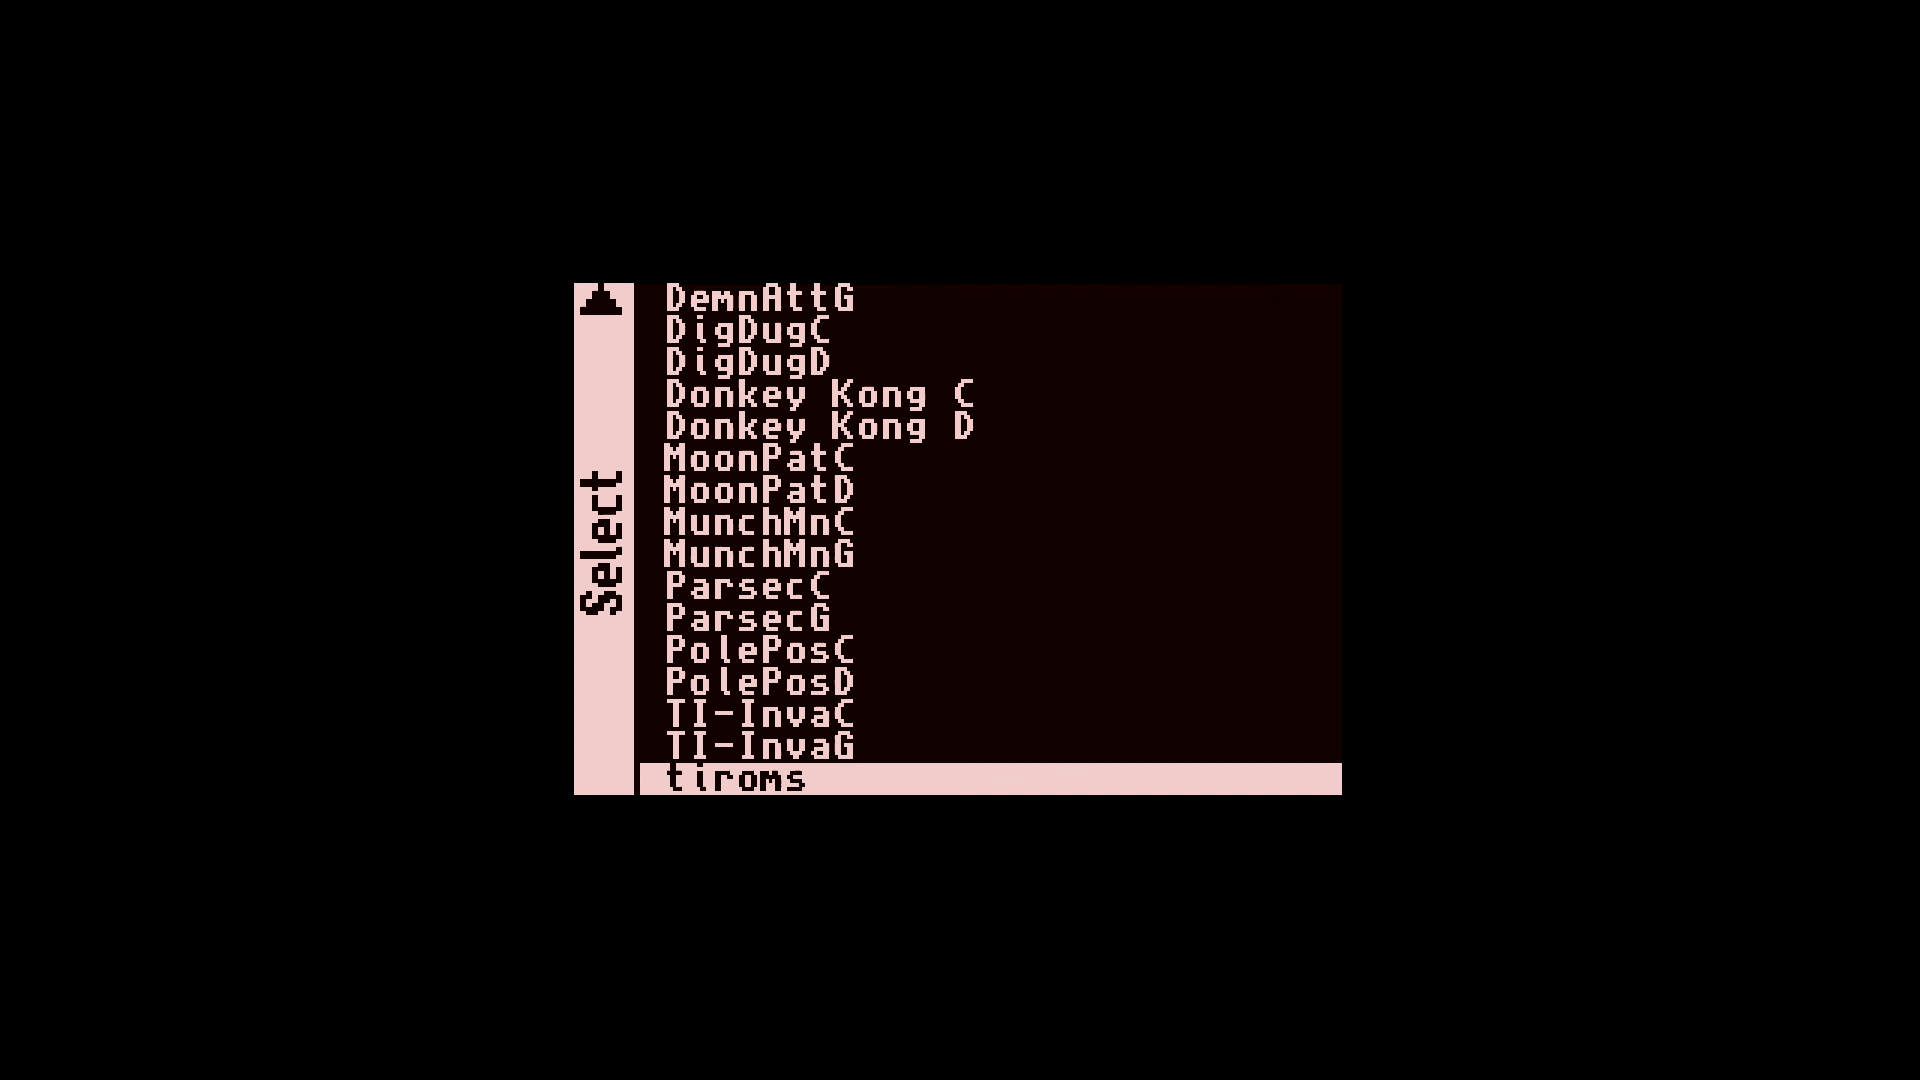 Select
DemnAttG
DigDugC
DigDugD
Donkey Kong C
Donkey Kong D
MoonPatC
MoonPatD
MunchMnC
MunchMnG
ParsecC
ParsecG
PolePosC
PolePosD
TI-InvaC
TI-InvaG
tiroms